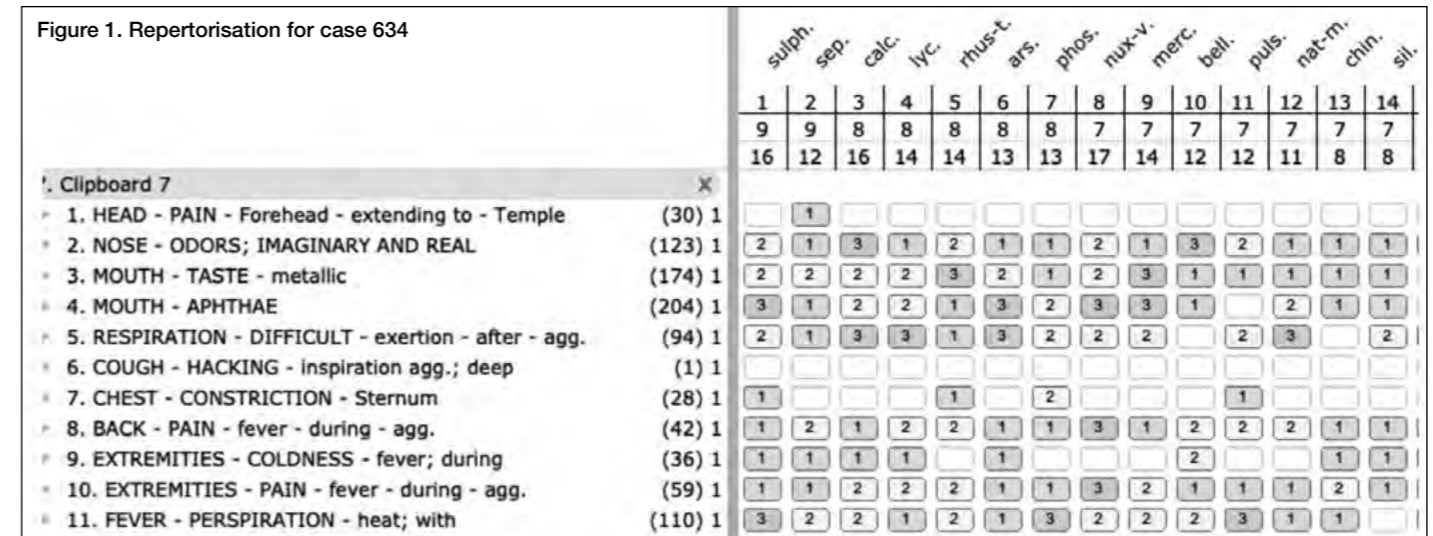 Figure 1. Repertorisation for case 634
sulph. sep. calc. lyc. rhus-t. ars. phos. nux-v. merc. bell. puls. nat-m. chin. sil.
1 2 3 4 5 6 7 8 9 10 11 12 13 14
9 9 8 8 8 8 8 7 7 7 7 7 7 7
16 12 16 14 14 13 13 17 14 12 12 11 8 8
'. Clipboard 7 x
1. HEAD - PAIN - Forehead - extending to - Temple (30) 1 1
2. NOSE - ODORS; IMAGINARY AND REAL (123) 1 2 1 3 1 2 1 1 2 1 3 2 1 1 1
3. MOUTH - TASTE - metallic (174) 1 2 2 2 2 3 2 1 2 3 1 1 1 1 1
4. MOUTH - APHTHAE (204) 1 3 1 2 2 1 3 2 3 3 1 2 1 1
5. RESPIRATION - DIFFICULT - exertion - after - agg. (94) 1 2 1 3 3 1 3 2 2 2 2 3 2
6. COUGH - HACKING - inspiration agg.; deep (1) 1
7. CHEST - CONSTRICTION - Sternum (28) 1 1 1 2 1
8. BACK - PAIN - fever - during - agg. (42) 1 1 2 1 2 2 1 1 3 1 2 2 2 1 1
9. EXTREMITIES - COLDNESS - fever; during (36) 1 1 1 1 1 1 2 1 1
10. EXTREMITIES - PAIN - fever - during - agg. (59) 1 1 1 2 2 2 1 1 3 2 1 1 1 2 1
11. FEVER - PERSPIRATION - heat; with (110) 1 3 2 2 1 2 1 3 2 2 2 3 1 1